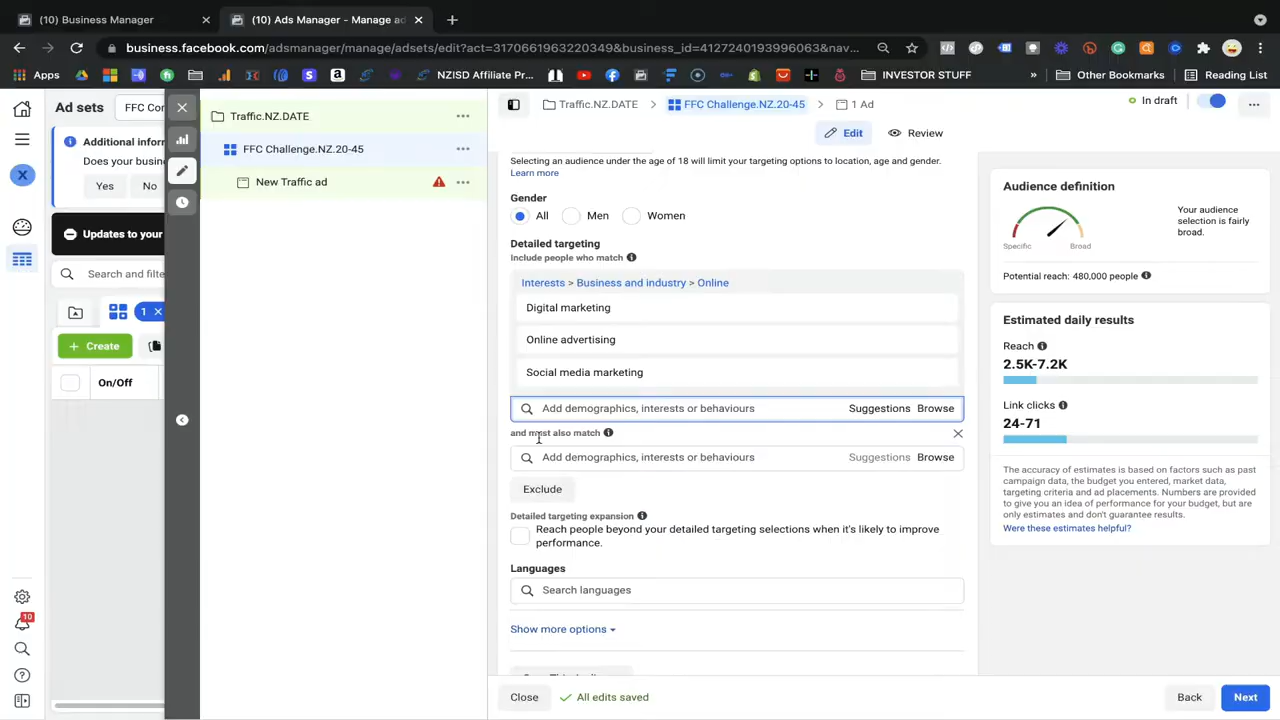 (10) Business Manager
(10) Ads Manager - Manage ad
business.facebook.com/adsmanager/manage/adsets/edit?act=3170661963220349&business_id=4127240193996063&nav...
Apps
NZISD Affiliate Pr...
INVESTOR STUFF
»
Other Bookmarks
Reading List
Ad sets
FFC Con
Additional inform
Does your busin
Yes
No
Updates to your
Search and filte
1
Create
On/Off
X
10
Traffic.NZ.DATE
FFC Challenge.NZ.20-45
New Traffic ad
Traffic.NZ.DATE
FFC Challenge.NZ.20-45
1 Ad
In draft
Edit
Review
Selecting an audience under the age of 18 will limit your targeting options to location, age and gender.
Learn more
Gender
All
Men
Women
Detailed targeting
Include people who match
Interests > Business and industry > Online
Digital marketing
Online advertising
Social media marketing
Add demographics, interests or behaviours
Suggestions
Browse
and must also match
Add demographics, interests or behaviours
Suggestions
Browse
Exclude
Detailed targeting expansion
Reach people beyond your detailed targeting selections when it's likely to improve
performance.
Languages
Search languages
Show more options
Close
All edits saved
Back
Next
Audience definition
Specific
Broad
Your audience
selection is fairly
broad.
Potential reach: 480,000 people
Estimated daily results
Reach
2.5K-7.2K
Link clicks
24-71
The accuracy of estimates is based on factors such as past
campaign data, the budget you entered, market data,
targeting criteria and ad placements. Numbers are provided
to give you an idea of performance for your budget, but are
only estimates and don't guarantee results.
Were these estimates helpful?